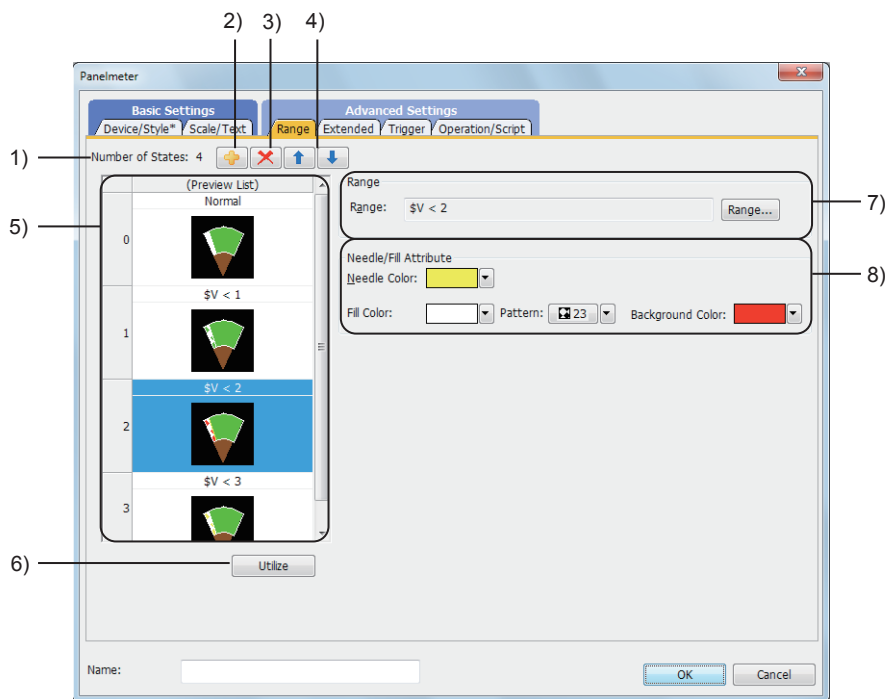 2) 3) 4)
Panelmeter
Basic Settings Advanced Settings
Device/Style* Scale/Text Range Extended Trigger Operation/Script
1) Number of States: 4
5) (Preview List)
Normal
0
$V < 1
1
$V < 2
2
$V < 3
3
6) Utilize
Range
Range: $V < 2 Range... 7)
Needle/Fill Attribute
Needle Color: 8)
Fill Color: Pattern: 23 Background Color:
Name: OK Cancel